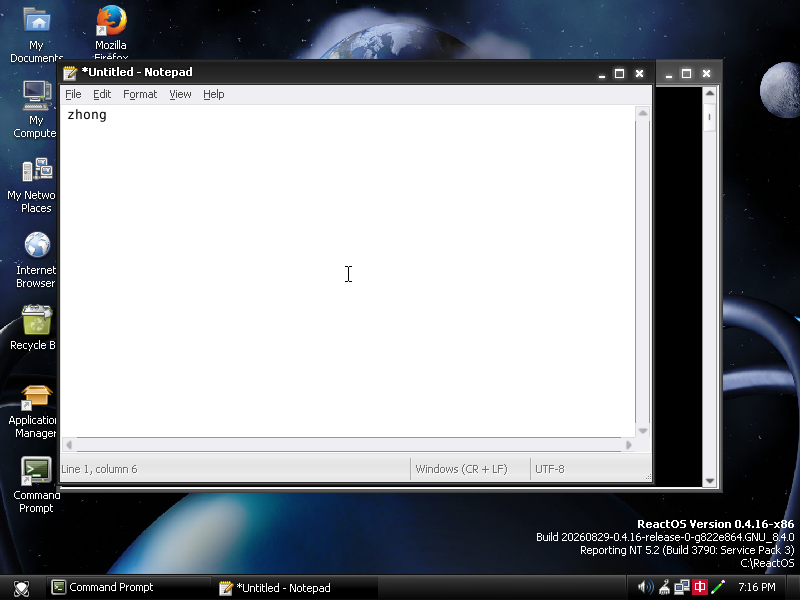 My
Documents
Mozilla
Firefox
*Untitled - Notepad
File Edit Format View Help
zhong
My
Compute
My Netwo
Places
Internet
Browser
Recycle B
Application
Manager
Command
Prompt
Line 1, column 6
Windows (CR + LF)
UTF-8
ReactOS Version 0.4.16-x86
Build 20260829-0.4.16-release-0-g822e864.GNU_8.4.0
Reporting NT 5.2 (Build 3790: Service Pack 3)
C:\ReactOS
Command Prompt
*Untitled - Notepad
中
7:16 PM